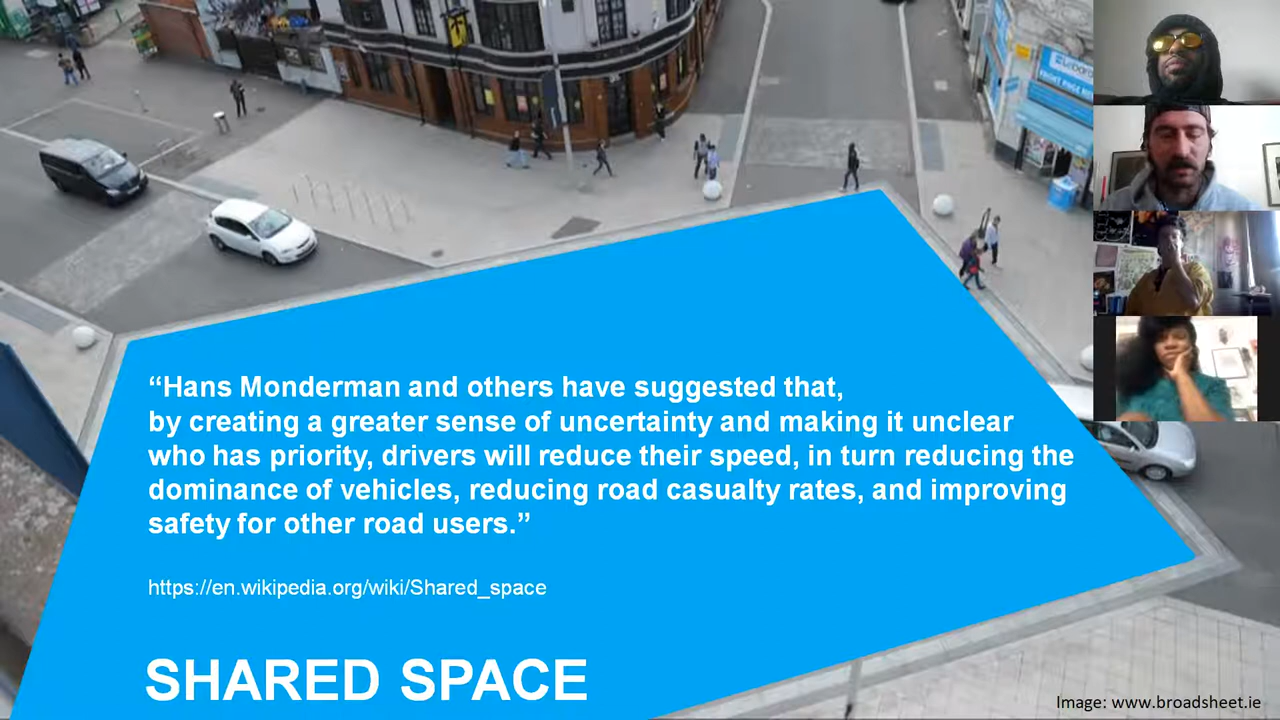 “Hans Monderman and others have suggested that,
by creating a greater sense of uncertainty and making it unclear
who has priority, drivers will reduce their speed, in turn reducing the
dominance of vehicles, reducing road casualty rates, and improving
safety for other road users.”
https://en.wikipedia.org/wiki/Shared_space
SHARED SPACE
Image: www.broadsheet.ie